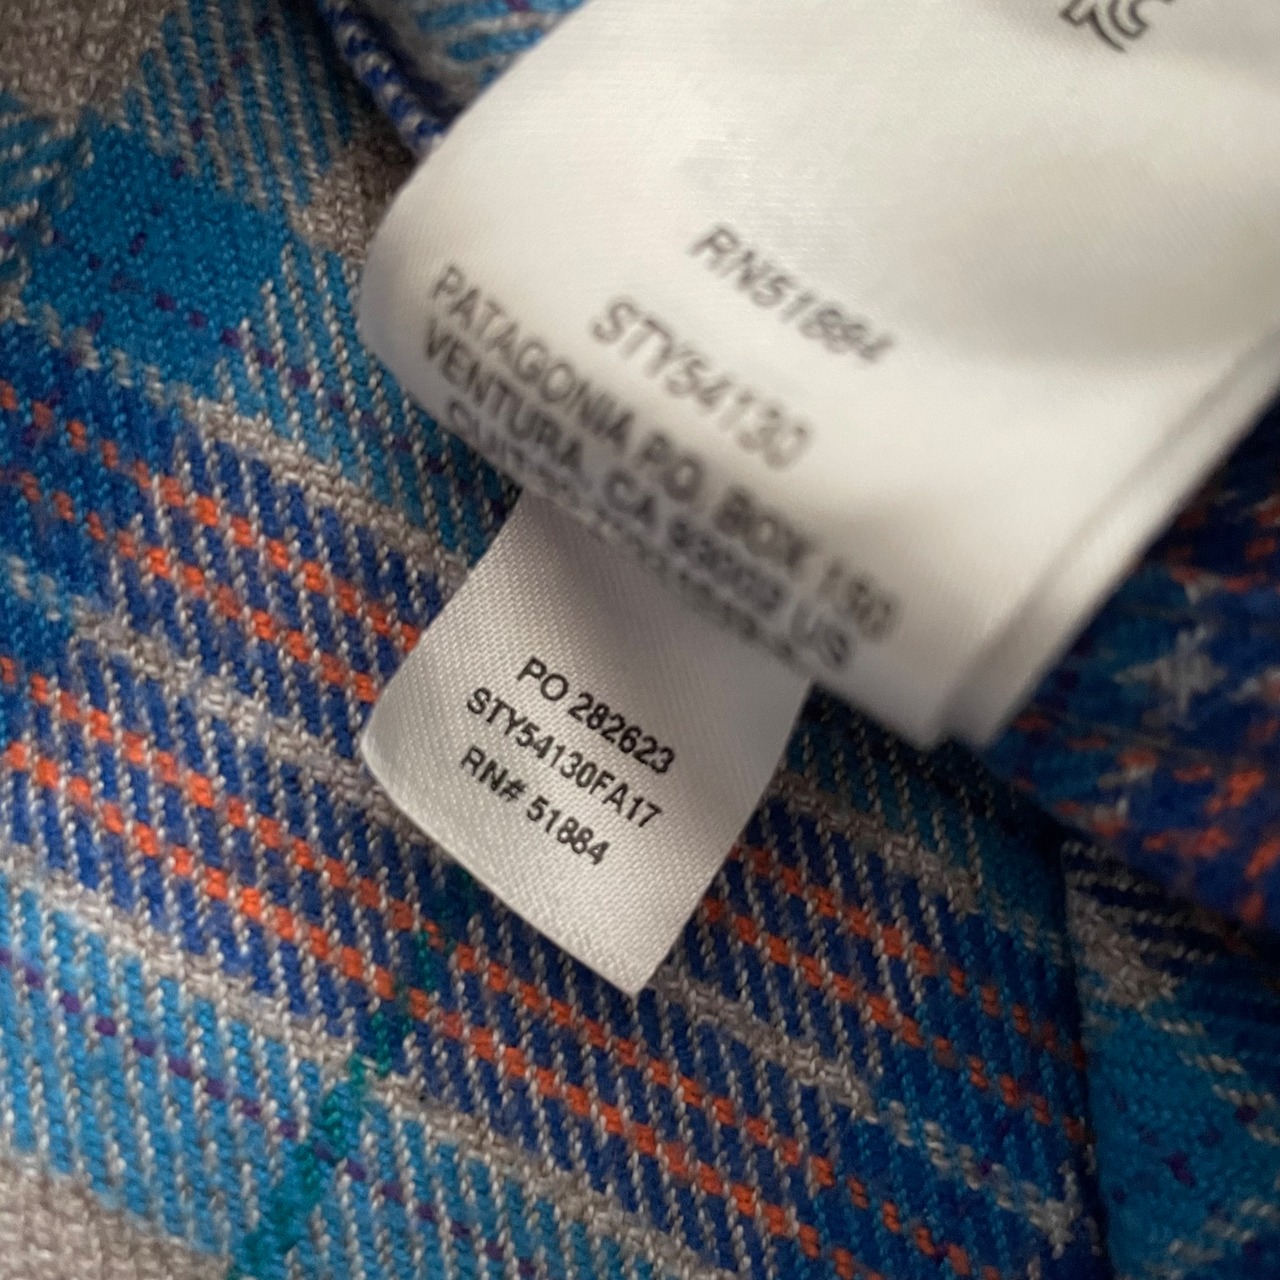 RN51884
STY54130
PATAGONIA P.O. BOX 150
VENTURA, CA 93002 US
PO 282623
STY54130FA17
RN# 51884